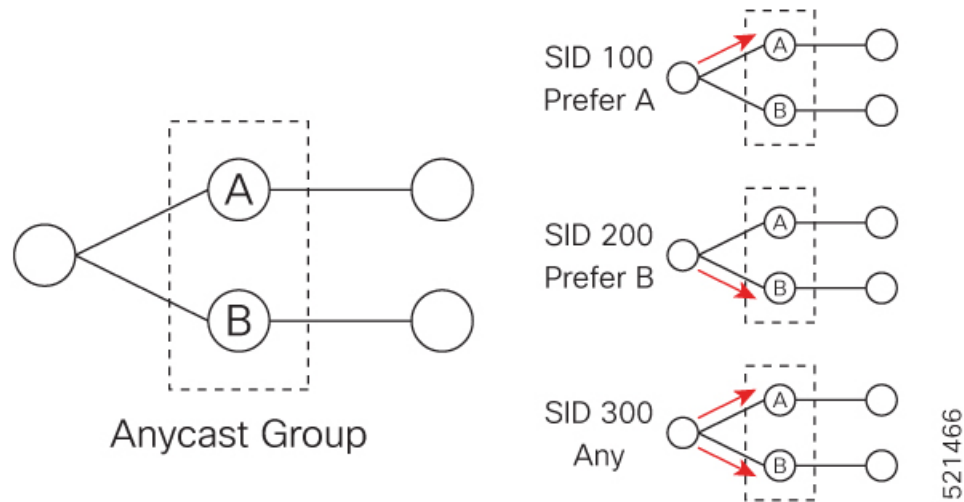 A
B
Anycast Group
SID 100
Prefer A
A
B
SID 200
Prefer B
A
B
SID 300
Any
A
B
521466